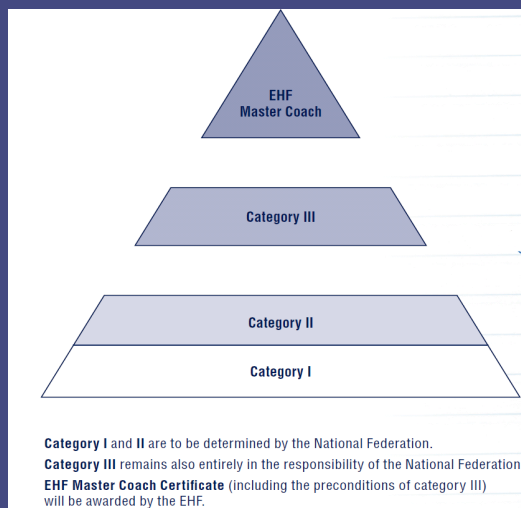 EHF
Master Coach
Category III
Category II
Category I
Category I and II are to be determined by the National Federation.
Category III remains also entirely in the responsibility of the National Federation
EHF Master Coach Certificate (including the preconditions of category III)
will be awarded by the EHF.